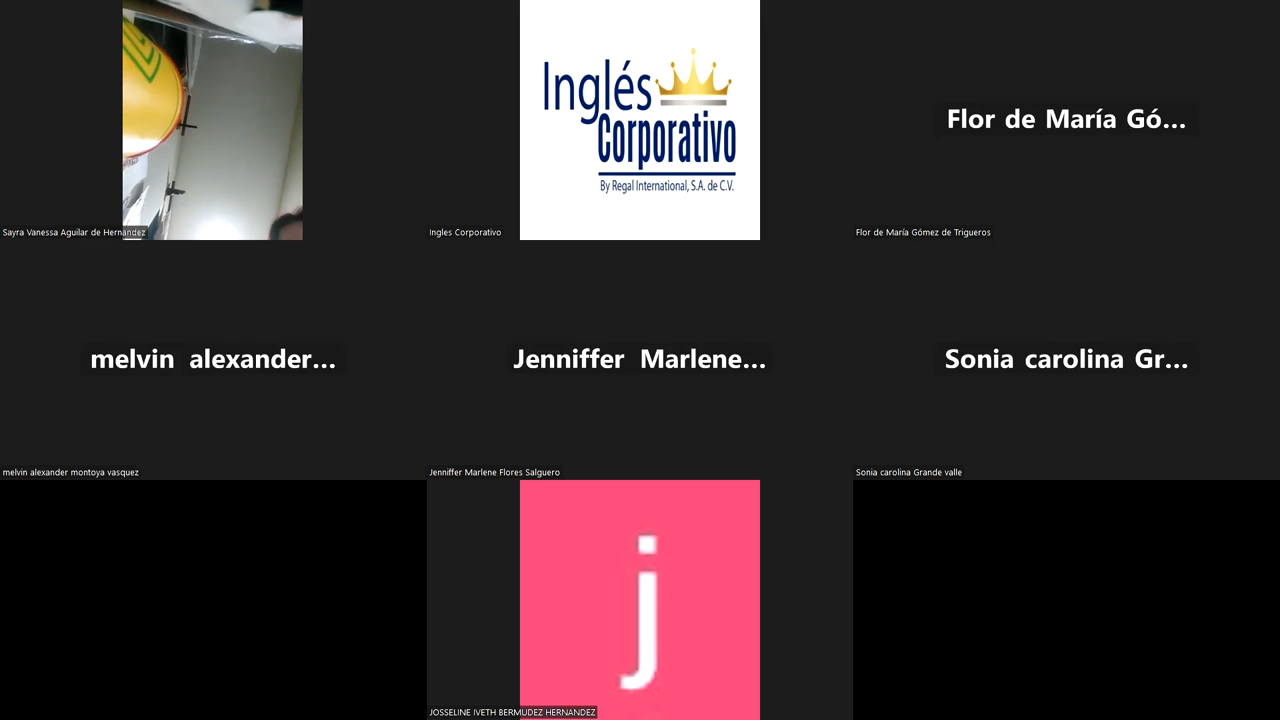 Sayra Vanessa Aguilar de Hernandez
Inglés
Corporativo
By Regal International, S.A. de C.V.
Ingles Corporativo
Flor de María Gó...
Flor de María Gómez de Trigueros
melvin alexander...
melvin alexander montoya vasquez
Jenniffer Marlene...
Jenniffer Marlene Flores Salguero
Sonia carolina Gr...
Sonia carolina Grande valle
j
JOSSELINE IVETH BERMUDEZ HERNANDEZ